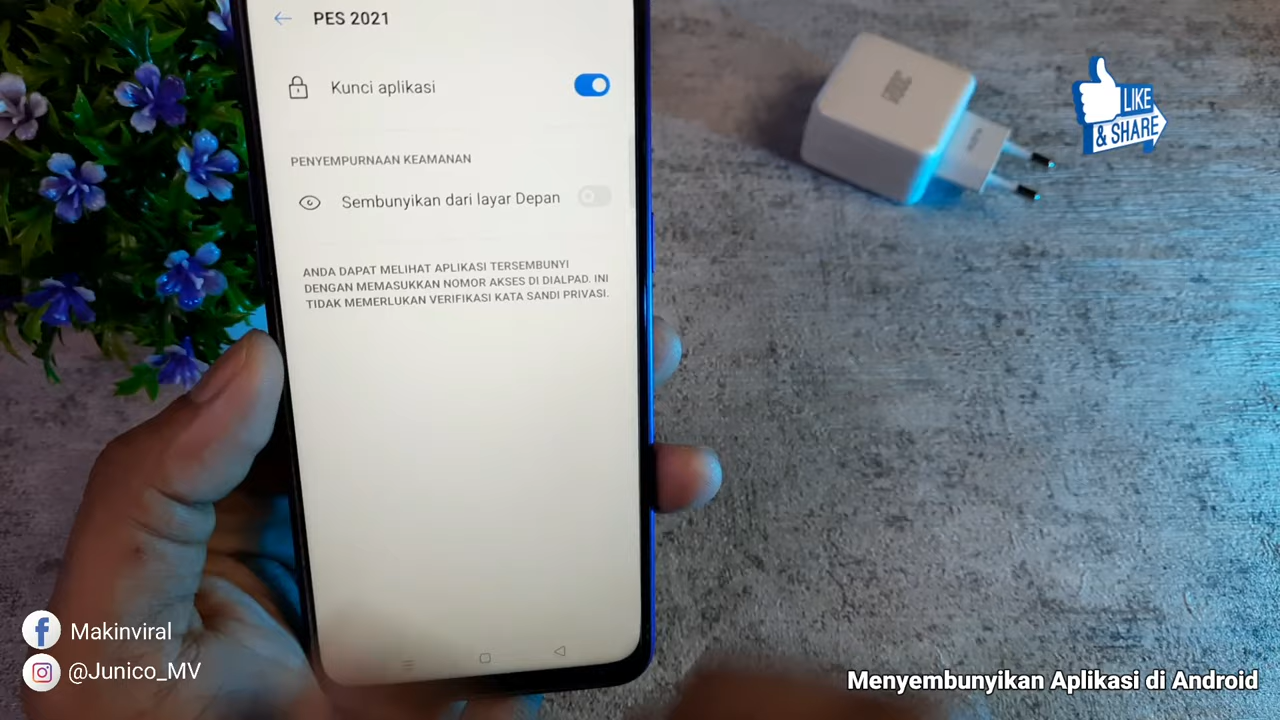 PES 2021
Kunci aplikasi
PENYEMPURNAAN KEAMANAN
Sembunyikan dari layar Depan
ANDA DAPAT MELIHAT APLIKASI TERSEMBUNYI
DENGAN MEMASUKKAN NOMOR AKSES DI DIALPAD. INI
TIDAK MEMERLUKAN VERIFIKASI KATA SANDI PRIVASI.
LIKE
& SHARE
Makinviral
@Junico_MV
Menyembunyikan Aplikasi di Android